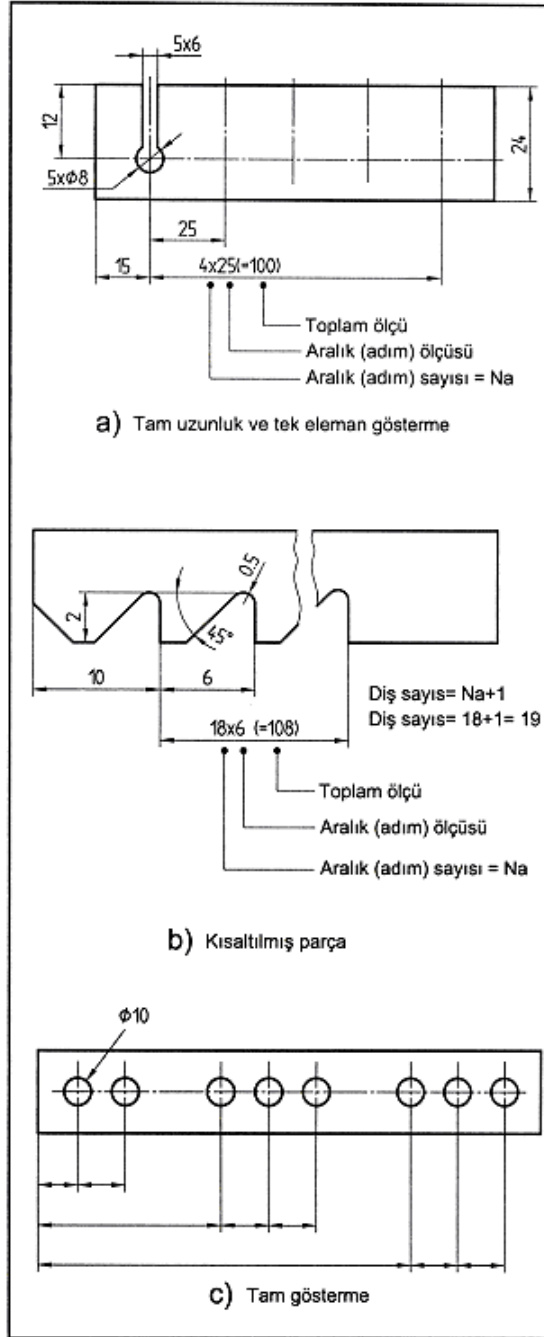 5x6
12
24
5xΦ8
25
15
4x25(=100)
Toplam ölçü
Aralık (adım) ölçüsü
Aralık (adım) sayısı = Na
a) Tam uzunluk ve tek eleman gösterme
0.5
2
45°
10
6
Diş sayıs= Na+1
Diş sayıs= 18+1= 19
18x6 (=108)
Toplam ölçü
Aralık (adım) ölçüsü
Aralık (adım) sayısı = Na
b) Kısaltılmış parça
Φ10
c) Tam gösterme